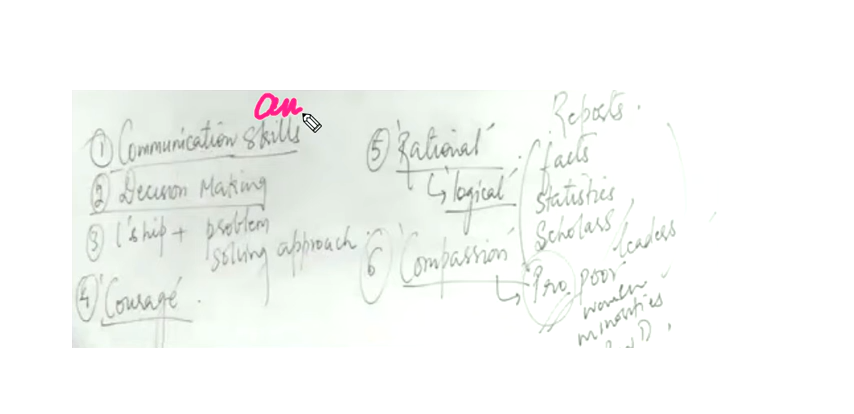 am
① Communication skills
② Decision Making
③ l'ship + problem
solving approach
④ 'Courage'.
⑤ 'Rational'
↳ 'logical'
⑥ 'Compassion'
↳ Pro. poor
women
minorities
Reports.
facts
statistics
Scholars, leaders